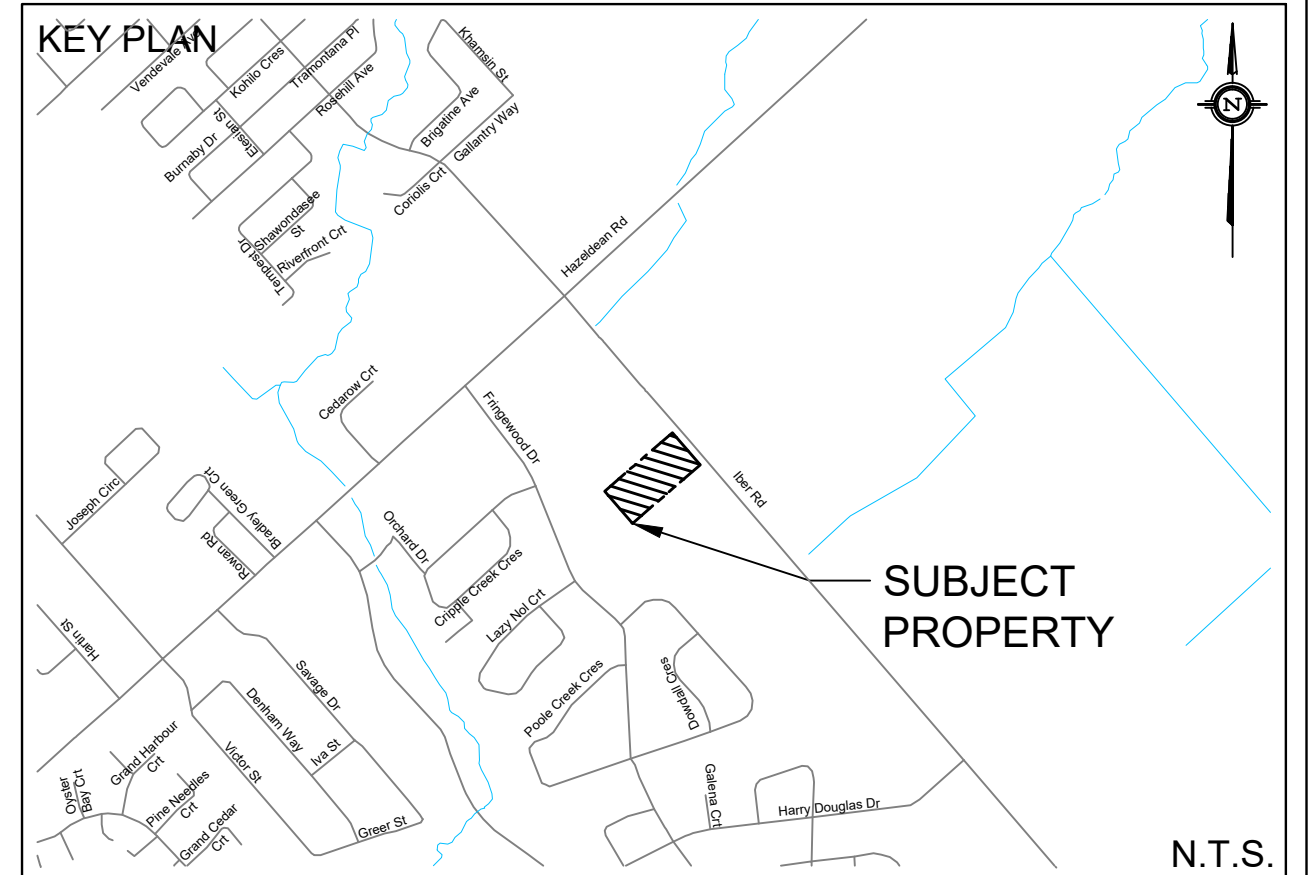 KEY PLAN
Vendevale Ave
Kohilo Cres
Tramontana Pl
Rosehill Ave
Khamsin St
Brigatine Ave
Gallantry Way
Etesian St
Burnaby Dr
Coriolis Crt
N
Shawondasee
St
Riverfront Crt
Tempest Dr
Hazeldean Rd
Cedarow Crt
Fringewood Dr
Iber Rd
Joseph Circ
Bradley Green Crt
Rowan Rd
Orchard Dr
Cripple Creek Cres
Lazy Nol Crt
SUBJECT
PROPERTY
Hartin St
Savage Dr
Denham Way
Iva St
Victor St
Poole Creek Cres
Dowdall Cres
Grand Harbour
Crt
Oyster
Bay Crt
Pine Needles
Crt
Grand Cedar
Crt
Greer St
Galena Crt
Harry Douglas Dr
N.T.S.